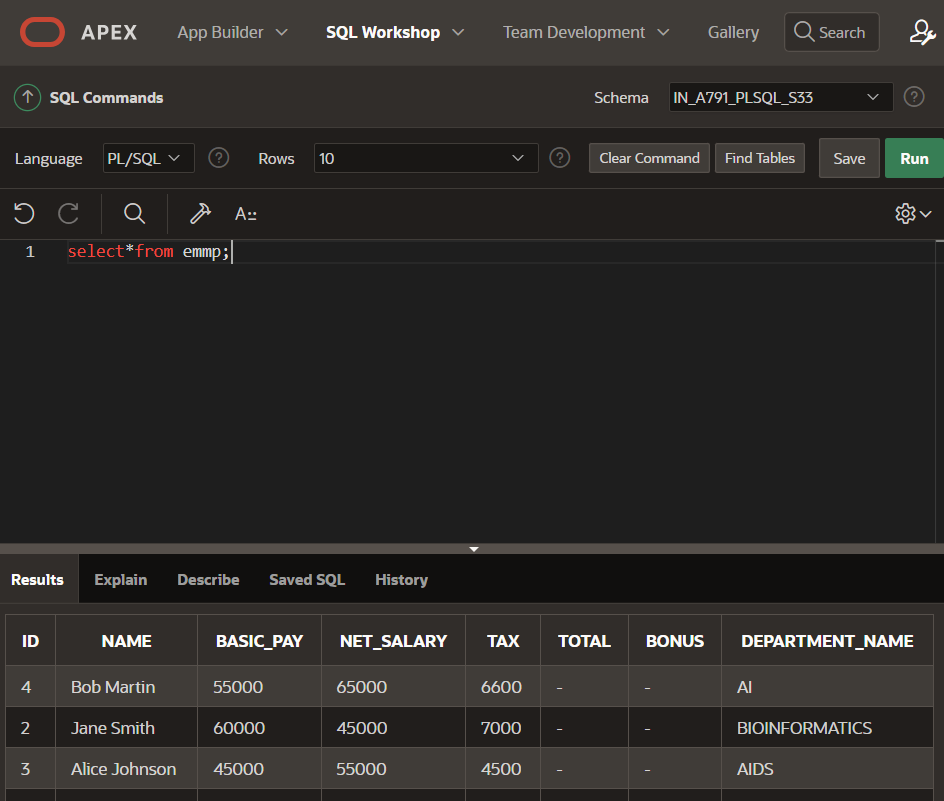 APEX App Builder SQL Workshop Team Development Gallery Search
SQL Commands Schema IN_A791_PLSQL_S33
Language PL/SQL Rows 10 Clear Command Find Tables Save Run
A::
1 select*from emmp;
Results Explain Describe Saved SQL History
ID NAME BASIC_PAY NET_SALARY TAX TOTAL BONUS DEPARTMENT_NAME
4 Bob Martin 55000 65000 6600 - - AI
2 Jane Smith 60000 45000 7000 - - BIOINFORMATICS
3 Alice Johnson 45000 55000 4500 - - AIDS